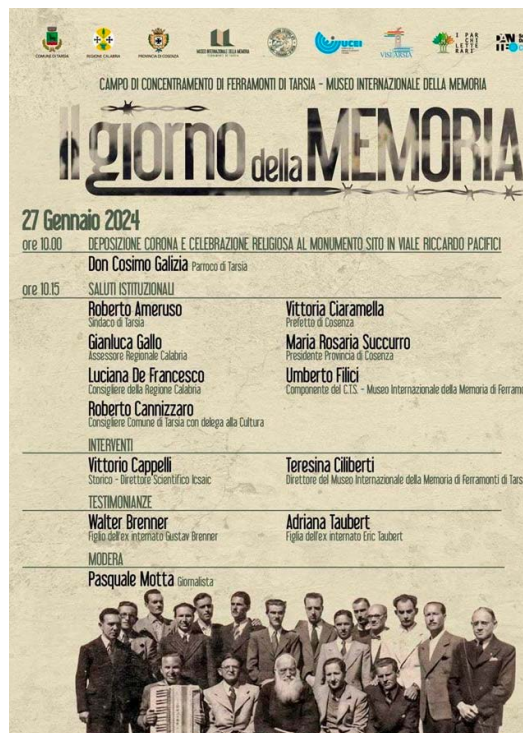 COMUNE DI TARSIA
REGIONE CALABRIA
PROVINCIA DI COSENZA
MUSEO INTERNAZIONALE DELLA MEMORIA
UCEI
CAMPO DI CONCENTRAMENTO DI FERRAMONTI DI TARSIA - MUSEO INTERNAZIONALE DELLA MEMORIA
Il giorno della MEMORIA
27 Gennaio 2024
ore 10.00 DEPOSIZIONE CORONA E CELEBRAZIONE RELIGIOSA AL MONUMENTO SITO IN VIALE RICCARDO PACIFICI
Don Cosimo Galizia Parroco di Tarsia
ore 10.15 SALUTI ISTITUZIONALI
Roberto Ameruso
Sindaco di Tarsia
Vittoria Ciaramella
Prefetto di Cosenza
Gianluca Gallo
Assessore Regionale Calabria
Maria Rosaria Succurro
Presidente Provincia di Cosenza
Luciana De Francesco
Consigliere della Regione Calabria
Umberto Filici
Componente del C.T.S. - Museo Internazionale della Memoria di Ferramo
Roberto Cannizzaro
Consigliere Comune di Tarsia con delega alla Cultura
INTERVENTI
Vittorio Cappelli
Storico - Direttore Scientifico Icsaic
Teresina Ciliberti
Direttore del Museo Internazionale della Memoria di Ferramonti di Tars
TESTIMONIANZE
Walter Brenner
Figlio dell'ex internato Gustav Brenner
Adriana Taubert
Figlia dell'ex internato Eric Taubert
MODERA
Pasquale Motta Giornalista